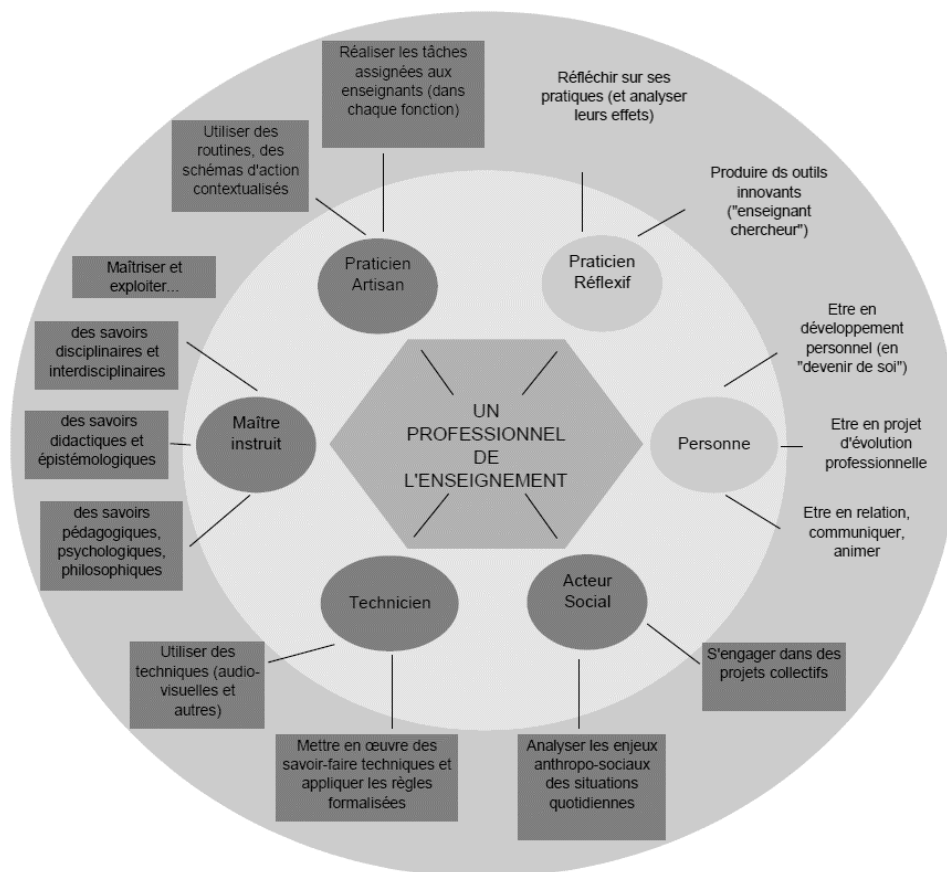 Réaliser les tâches
assignées aux
enseignants (dans
chaque fonction)
Réfléchir sur ses
pratiques (et analyser
leurs effets)
Utiliser des
routines, des
schémas d'action
contextualisés
Produire ds outils
innovants
("enseignant
chercheur")
Praticien
Artisan
Praticien
Réflexif
Maîtriser et
exploiter...
des savoirs
disciplinaires et
interdisciplinaires
Etre en
développement
personnel (en
"devenir de soi")
des savoirs
didactiques et
épistémologiques
Maître
instruit
UN
PROFESSIONNEL
DE
L'ENSEIGNEMENT
Personne
Etre en projet
d'évolution
professionnelle
des savoirs
pédagogiques,
psychologiques,
philosophiques
Etre en relation,
communiquer,
animer
Technicien
Acteur
Social
Utiliser des
techniques (audio-
visuelles et
autres)
S'engager dans des
projets collectifs
Mettre en œuvre des
savoir-faire techniques et
appliquer les règles
formalisées
Analyser les enjeux
anthropo-sociaux
des situations
quotidiennes